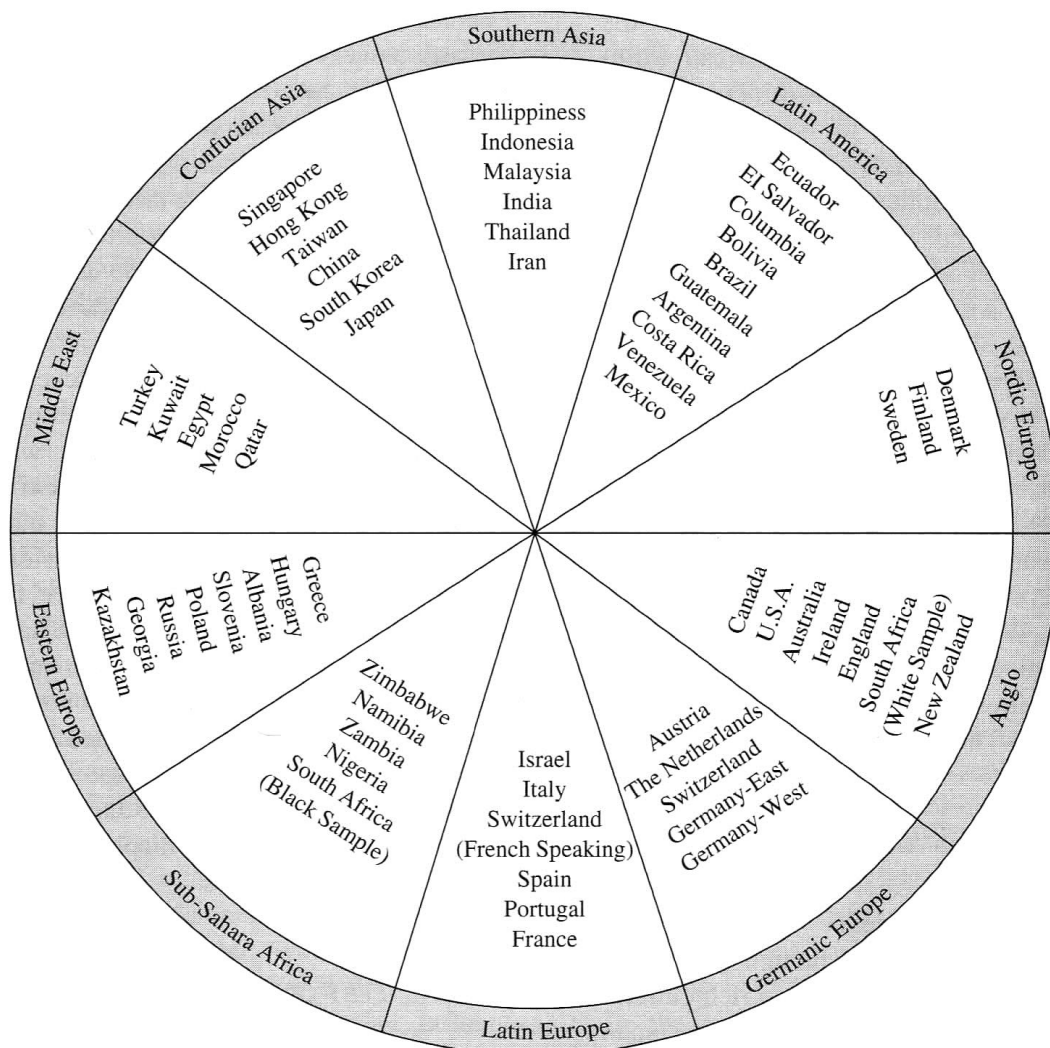 Southern Asia
Philippiness
Indonesia
Malaysia
India
Thailand
Iran
Latin America
Ecuador
EI Salvador
Columbia
Bolivia
Brazil
Guatemala
Argentina
Costa Rica
Venezuela
Mexico
Nordic Europe
Denmark
Finland
Sweden
Anglo
Canada
U.S.A.
Australia
Ireland
England
South Africa
(White Sample)
New Zealand
Germanic Europe
Austria
The Netherlands
Switzerland
Germany-East
Germany-West
Latin Europe
Israel
Italy
Switzerland
(French Speaking)
Spain
Portugal
France
Sub-Sahara Africa
Zimbabwe
Namibia
Zambia
Nigeria
South Africa
(Black Sample)
Eastern Europe
Greece
Hungary
Albania
Slovenia
Poland
Russia
Georgia
Kazakhstan
Middle East
Turkey
Kuwait
Egypt
Morocco
Qatar
Confucian Asia
Singapore
Hong Kong
Taiwan
China
South Korea
Japan